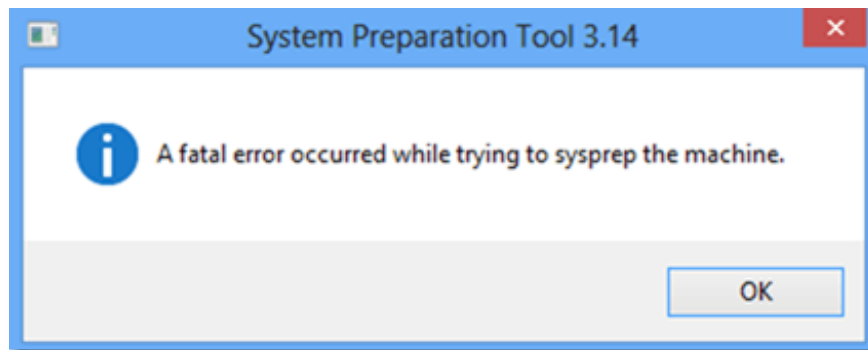 System Preparation Tool 3.14
A fatal error occurred while trying to sysprep the machine.
OK